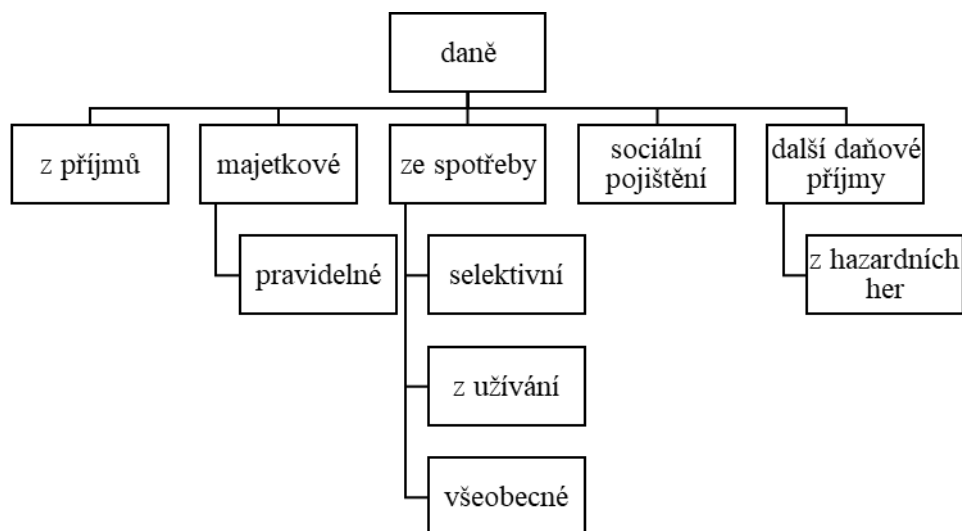 daně
z příjmů
majetkové
ze spotřeby
sociální
pojištění
další daňové
příjmy
pravidelné
selektivní
z hazardních
her
z užívání
všeobecné